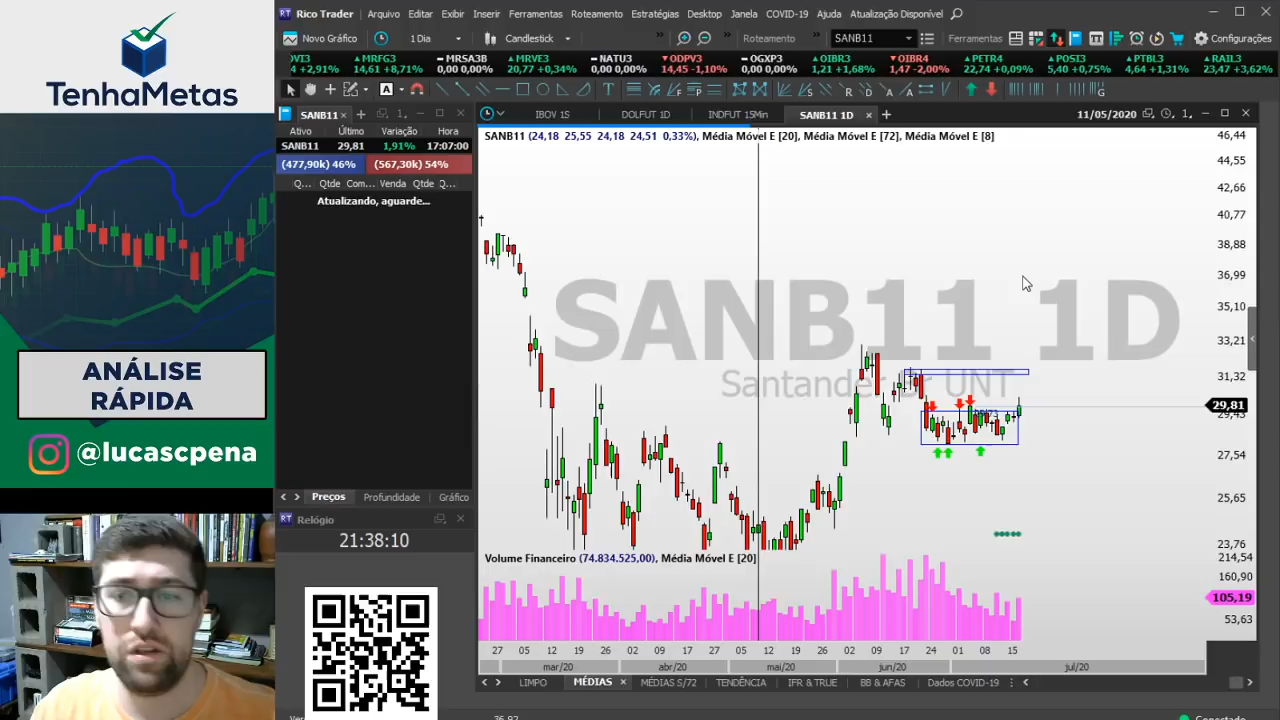 TenhaMetas
ANÁLISE
RÁPIDA
@lucascpena
Rico Trader Arquivo Editar Exibir Inserir Ferramentas Roteamento Estratégias Desktop Janela COVID-19 Ajuda Atualização Disponível
Novo Gráfico 1 Dia Candlestick Roteamento SANB11 Ferramentas Configurações
OVI3 MRFG3 MRSA3B MRVE3 NATU3 ODPV3 OGXP3 OIBR3 OIBR4 PETR4 POSI3 PTBL4 RAIL3
4 +2,91% 14,61 +8,71% 0,00 0,00% 20,77 +0,34% 0,00 0,00% 14,45 -1,10% 0,00 0,00% 1,21 +1,68% 1,47 -2,00% 22,74 +0,09% 5,40 +0,75% 1,64 +1,31% 23,47 +3,62%
SANB11
Ativo Último Variação Hora
SANB11 29,81 1,91% 17:07:00
(477,90k) 46% (567,30k) 54%
Q... Qtde Com... Venda Qtde Q...
Atualizando, aguarde...
Preços Profundidade Gráfico
Relógio
21:38:10
IBOV 1S DOLFUT 1D INDFUT 15Min SANB11 1D 11/05/2020
SANB11 (24,18 25,55 24,18 24,51 0,33%), Média Móvel E [20], Média Móvel E [72], Média Móvel E [8]
SANB11 1D
46,44
44,55
42,66
40,77
38,88
36,99
35,10
33,21
31,32
29,81
29,43
27,54
25,65
23,76
Volume Financeiro (74.834.525,00), Média Móvel E [20]
214,54
160,90
105,19
53,63
27 05 12 19 26 02 09 17 27 05 12 19 26 02 09 17 24 01 08 15
mar/20 abr/20 mai/20 jun/20 jul/20
LIMPO MÉDIAS MÉDIAS S/72 TENDÊNCIA IFR & TRUE BB & AFAS Dados COVID-19